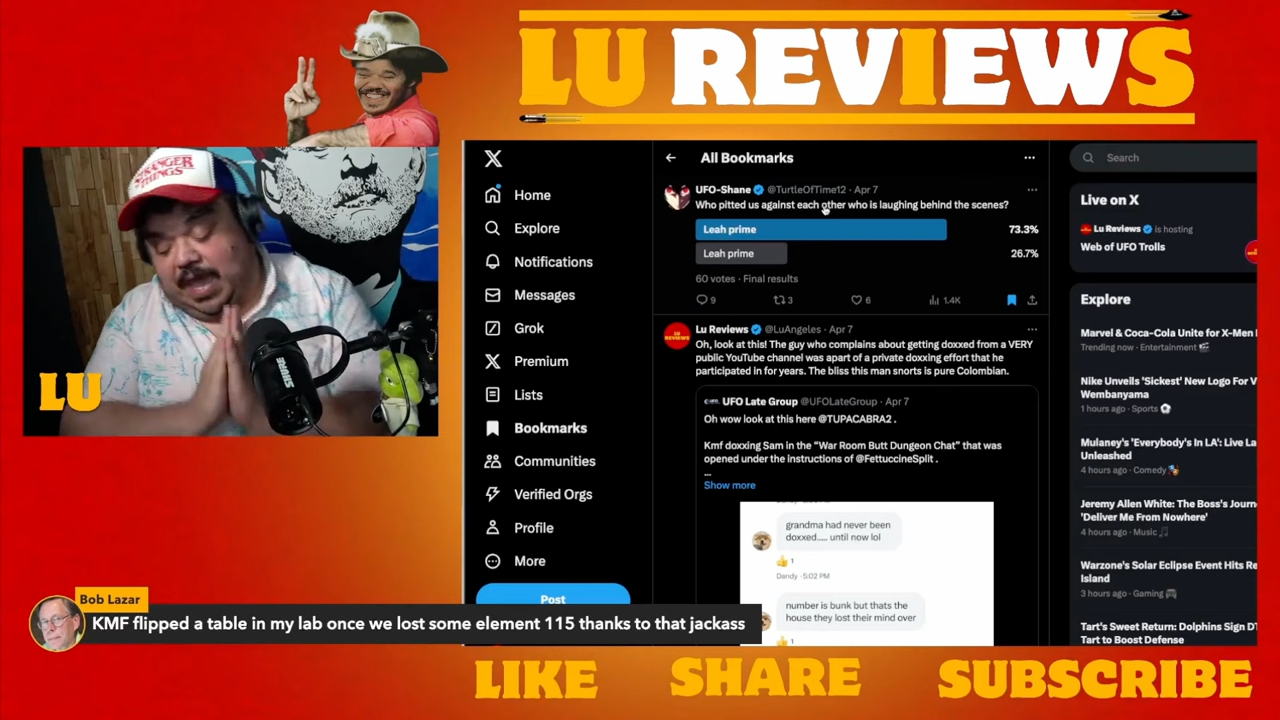 LU REVIEWS
STRANGER
THINGS
SHURE
LU
X
Home
Explore
Notifications
Messages
Grok
Premium
Lists
Bookmarks
Communities
Verified Orgs
Profile
More
Post
All Bookmarks
UFO-Shane @TurtleOfTime12 · Apr 7
Who pitted us against each other who is laughing behind the scenes?
Leah prime 73.3%
Leah prime 26.7%
60 votes · Final results
9 3 6 1.4K
Lu Reviews @LuAngeles · Apr 7
Oh, look at this! The guy who complains about getting doxxed from a VERY
public YouTube channel was apart of a private doxxing effort that he
participated in for years. The bliss this man snorts is pure Colombian.
UFO Late Group @UFOLateGroup · Apr 7
Oh wow look at this here @TUPACABRA2 .
Kmf doxxing Sam in the “War Room Butt Dungeon Chat” that was
opened under the instructions of @FettuccineSplit .
...
Show more
grandma had never been
doxxed..... until now lol
1
Dandy · 5:02 PM
number is bunk but thats the
house they lost their mind over
1
Search
Live on X
Lu Reviews is hosting
Web of UFO Trolls
Explore
Marvel & Coca-Cola Unite for X-Men
Trending now · Entertainment
Nike Unveils 'Sickest' New Logo For V
Wembanyama
1 hours ago · Sports
Mulaney's 'Everybody's In LA': Live La
Unleashed
4 hours ago · Comedy
Jeremy Allen White: The Boss's Journ
'Deliver Me From Nowhere'
4 hours ago · Music
Warzone's Solar Eclipse Event Hits Re
Island
3 hours ago · Gaming
Tart's Sweet Return: Dolphins Sign D
Tart to Boost Defense
Bob Lazar
KMF flipped a table in my lab once we lost some element 115 thanks to that jackass
LIKE SHARE SUBSCRIBE